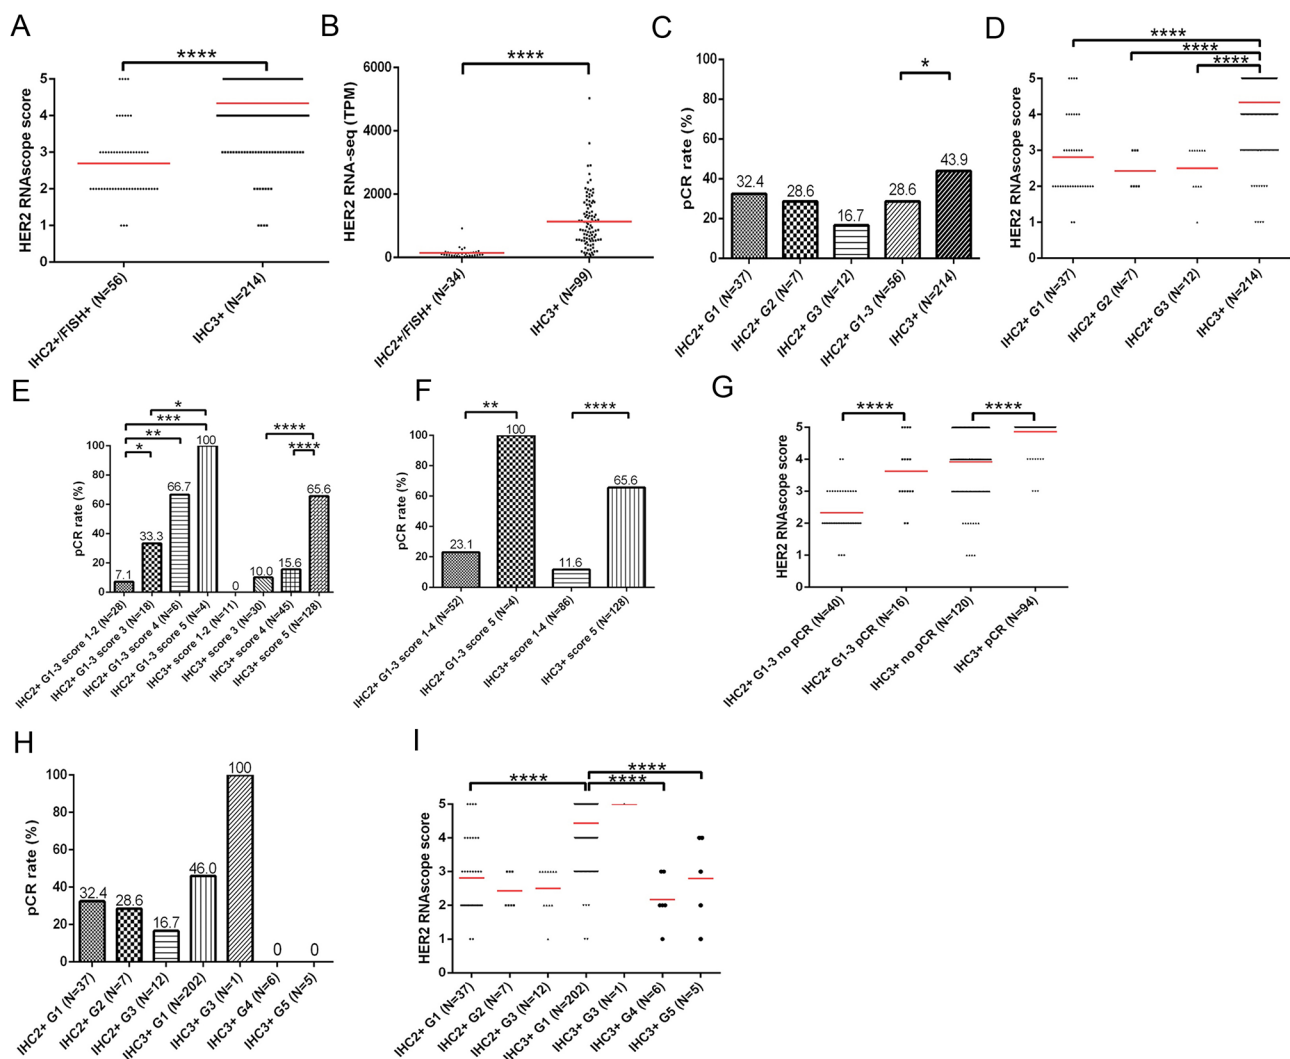 A
HER2 RNAscope score
5
4
3
2
1
0
****
IHC2+/FISH+ (N=56)
IHC3+ (N=214)
B
HER2 RNA-seq (TPM)
6000
4000
2000
0
****
IHC2+/FISH+ (N=34)
IHC3+ (N=99)
C
pCR rate (%)
100
80
60
40
20
0
*
32.4
28.6
16.7
28.6
43.9
IHC2+ G1 (N=37)
IHC2+ G2 (N=7)
IHC2+ G3 (N=12)
IHC2+ G1-3 (N=56)
IHC3+ (N=214)
D
HER2 RNAscope score
5
4
3
2
1
0
****
****
****
IHC2+ G1 (N=37)
IHC2+ G2 (N=7)
IHC2+ G3 (N=12)
IHC3+ (N=214)
E
pCR rate (%)
100
80
60
40
20
0
*
***
**
*
****
****
7.1
33.3
66.7
100
0
10.0
15.6
65.6
IHC2+ G1-3 score 1-2 (N=28)
IHC2+ G1-3 score 3 (N=18)
IHC2+ G1-3 score 4 (N=6)
IHC2+ G1-3 score 5 (N=4)
IHC3+ score 1-2 (N=11)
IHC3+ score 3 (N=30)
IHC3+ score 4 (N=45)
IHC3+ score 5 (N=128)
F
pCR rate (%)
100
80
60
40
20
0
**
****
23.1
100
11.6
65.6
IHC2+ G1-3 score 1-4 (N=52)
IHC2+ G1-3 score 5 (N=4)
IHC3+ score 1-4 (N=86)
IHC3+ score 5 (N=128)
G
HER2 RNAscope score
5
4
3
2
1
0
****
****
IHC2+ G1-3 no pCR (N=40)
IHC2+ G1-3 pCR (N=16)
IHC3+ no pCR (N=120)
IHC3+ pCR (N=94)
H
pCR rate (%)
100
80
60
40
20
0
32.4
28.6
16.7
46.0
100
0
0
IHC2+ G1 (N=37)
IHC2+ G2 (N=7)
IHC2+ G3 (N=12)
IHC3+ G1 (N=202)
IHC3+ G3 (N=1)
IHC3+ G4 (N=6)
IHC3+ G5 (N=5)
I
HER2 RNAscope score
5
4
3
2
1
0
****
****
****
IHC2+ G1 (N=37)
IHC2+ G2 (N=7)
IHC2+ G3 (N=12)
IHC3+ G1 (N=202)
IHC3+ G3 (N=1)
IHC3+ G4 (N=6)
IHC3+ G5 (N=5)